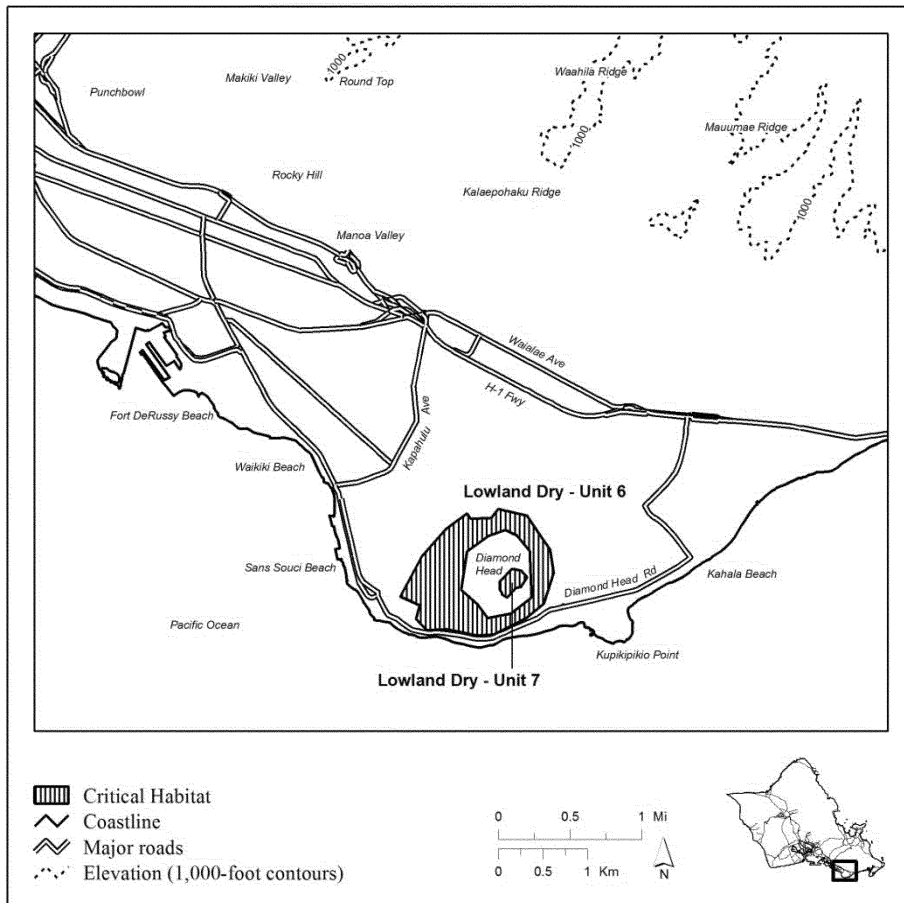 1000
Makiki Valley
Round Top
Punchbowl
Waahila Ridge
1000
Mauumae Ridge
Rocky Hill
Kalaepohaku Ridge
1000
Manoa Valley
Waialae Ave
H-1 Fwy
Fort DeRussy Beach
Kapahulu Ave
Waikiki Beach
Lowland Dry - Unit 6
Diamond
Head
Sans Souci Beach
Diamond Head Rd
Kahala Beach
Pacific Ocean
Kupikipikio Point
Lowland Dry - Unit 7
Critical Habitat
Coastline
Major roads
Elevation (1,000-foot contours)
0 0.5 1 Mi
0 0.5 1 Km
N